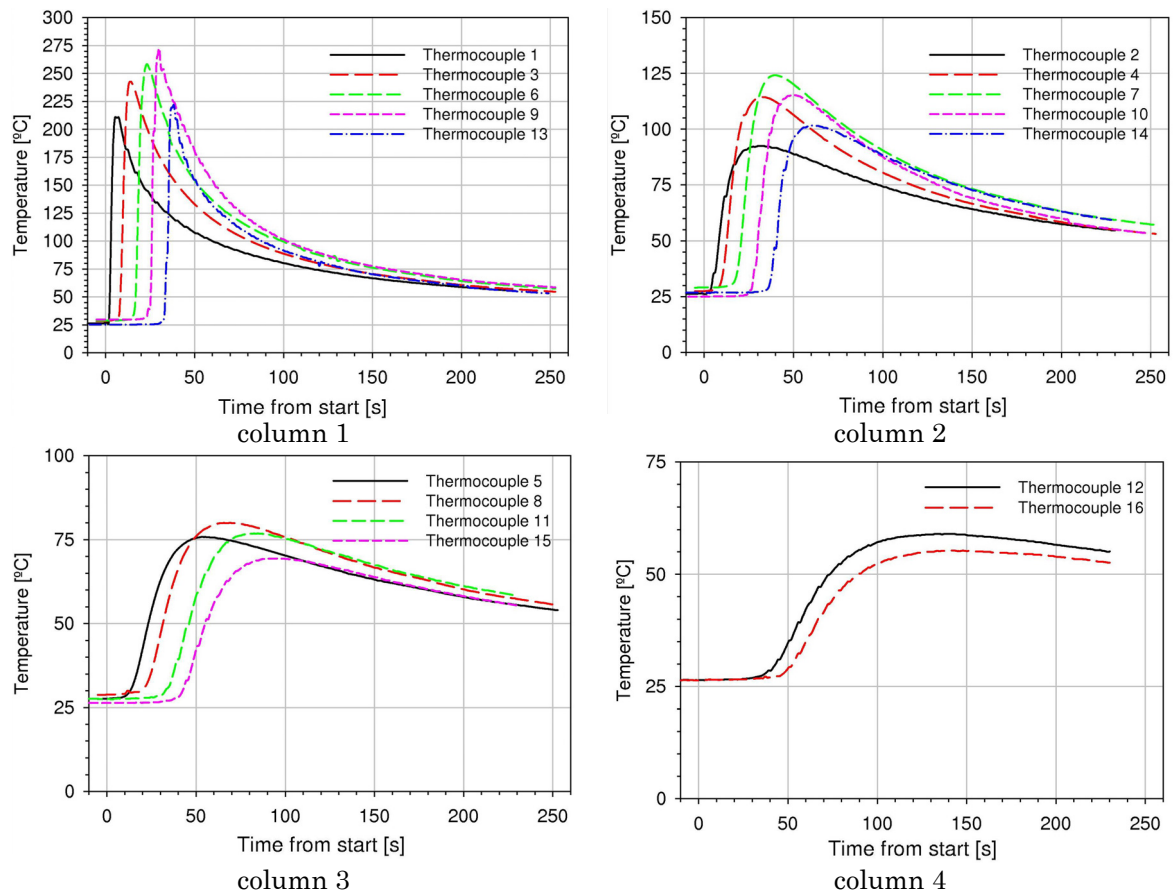 Temperature [ºC]
300
275
250
225
200
175
150
125
100
75
50
25
0
Thermocouple 1
Thermocouple 3
Thermocouple 6
Thermocouple 9
Thermocouple 13
0 50 100 150 200 250
Time from start [s]
column 1
Temperature [ºC]
150
125
100
75
50
25
0
Thermocouple 2
Thermocouple 4
Thermocouple 7
Thermocouple 10
Thermocouple 14
0 50 100 150 200 250
Time from start [s]
column 2
Temperature [ºC]
100
75
50
25
0
Thermocouple 5
Thermocouple 8
Thermocouple 11
Thermocouple 15
0 50 100 150 200 250
Time from start [s]
column 3
Temperature [ºC]
75
50
25
0
Thermocouple 12
Thermocouple 16
0 50 100 150 200 250
Time from start [s]
column 4